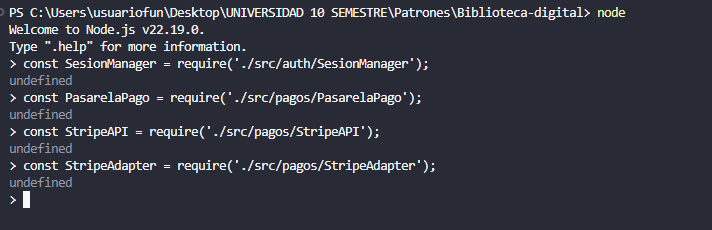 PS C:\Users\usuariofun\Desktop\UNIVERSIDAD 10 SEMESTRE\Patrones\Biblioteca-digital> node
Welcome to Node.js v22.19.0.
Type ".help" for more information.
> const SesionManager = require('./src/auth/SesionManager');
undefined
> const PasarelaPago = require('./src/pagos/PasarelaPago');
undefined
> const StripeAPI = require('./src/pagos/StripeAPI');
undefined
> const StripeAdapter = require('./src/pagos/StripeAdapter');
undefined
>